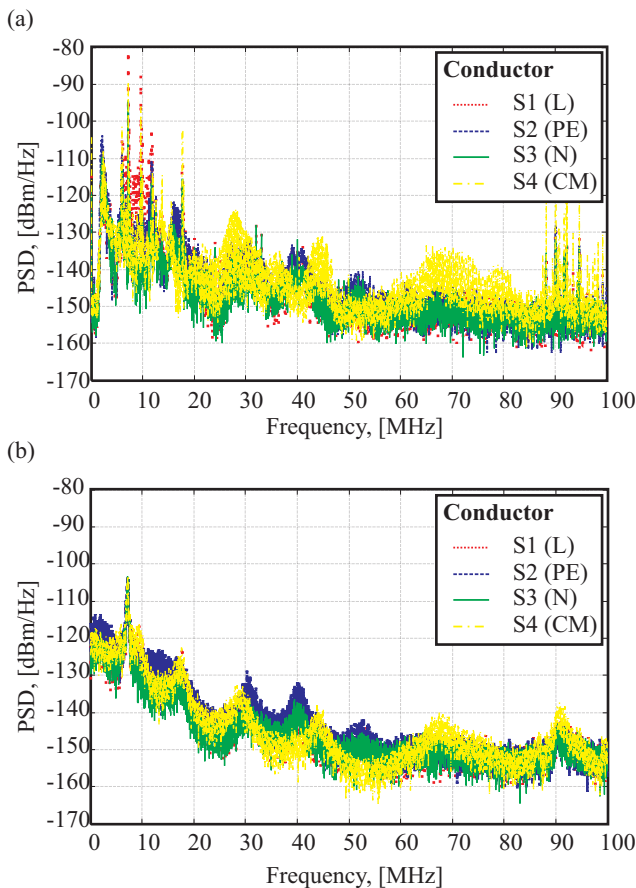 (a)
-80
-90
-100
-110
-120
-130
-140
-150
-160
-170
PSD, [dBm/Hz]
Conductor
S1 (L)
S2 (PE)
S3 (N)
S4 (CM)
0 10 20 30 40 50 60 70 80 90 100
Frequency, [MHz]
(b)
-80
-90
-100
-110
-120
-130
-140
-150
-160
-170
PSD, [dBm/Hz]
Conductor
S1 (L)
S2 (PE)
S3 (N)
S4 (CM)
0 10 20 30 40 50 60 70 80 90 100
Frequency, [MHz]